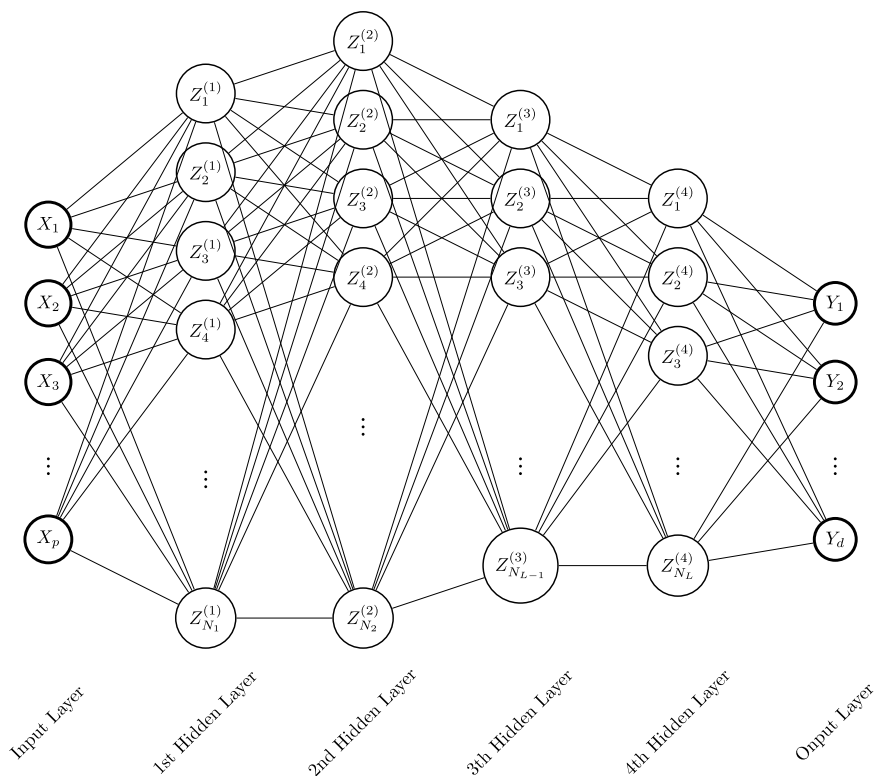 X_1
X_2
X_3
⋮
X_p
Z_1^{(1)}
Z_2^{(1)}
Z_3^{(1)}
Z_4^{(1)}
⋮
Z_{N_1}^{(1)}
Z_1^{(2)}
Z_2^{(2)}
Z_3^{(2)}
Z_4^{(2)}
⋮
Z_{N_2}^{(2)}
Z_1^{(3)}
Z_2^{(3)}
Z_3^{(3)}
⋮
Z_{N_{L-1}}^{(3)}
Z_1^{(4)}
Z_2^{(4)}
Z_3^{(4)}
⋮
Z_{N_L}^{(4)}
Y_1
Y_2
⋮
Y_d
Input Layer
1st Hidden Layer
2nd Hidden Layer
3th Hidden Layer
4th Hidden Layer
Onput Layer